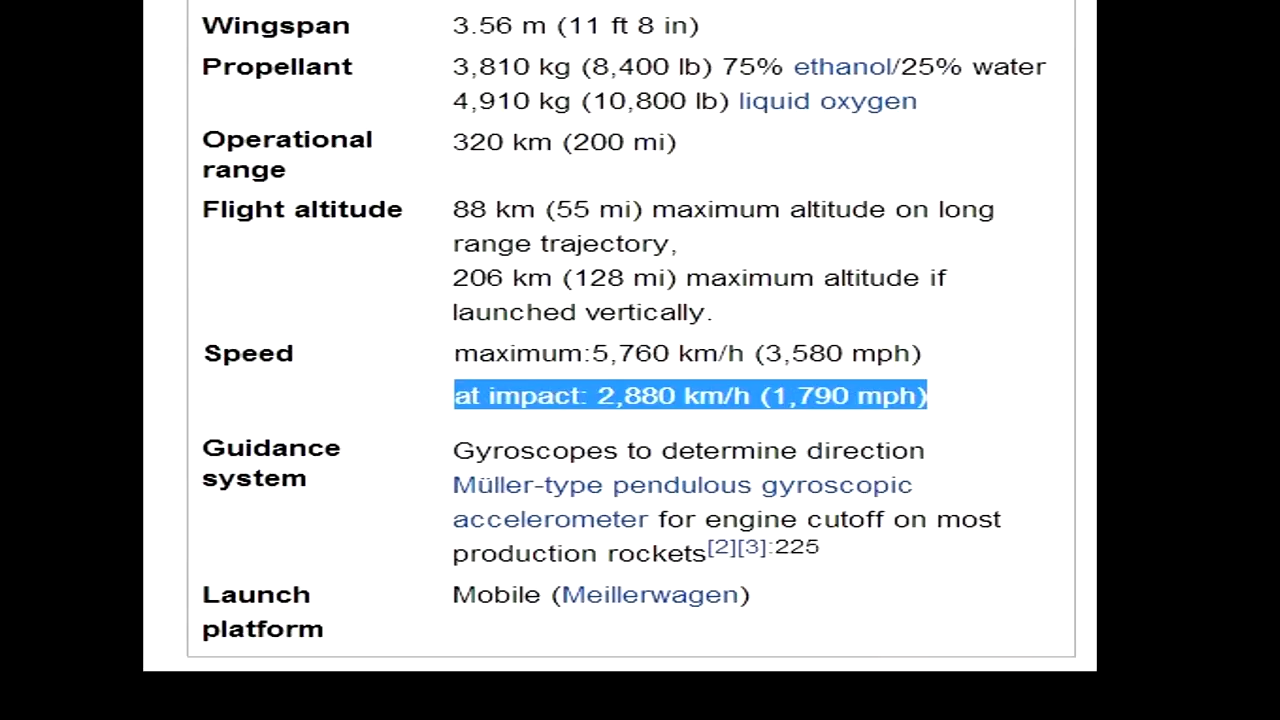 Wingspan 3.56 m (11 ft 8 in)
Propellant 3,810 kg (8,400 lb) 75% ethanol/25% water
4,910 kg (10,800 lb) liquid oxygen
Operational range 320 km (200 mi)
Flight altitude 88 km (55 mi) maximum altitude on long
range trajectory,
206 km (128 mi) maximum altitude if
launched vertically.
Speed maximum:5,760 km/h (3,580 mph)
at impact: 2,880 km/h (1,790 mph)
Guidance system Gyroscopes to determine direction
Müller-type pendulous gyroscopic
accelerometer for engine cutoff on most
production rockets[2][3]:225
Launch platform Mobile (Meillerwagen)